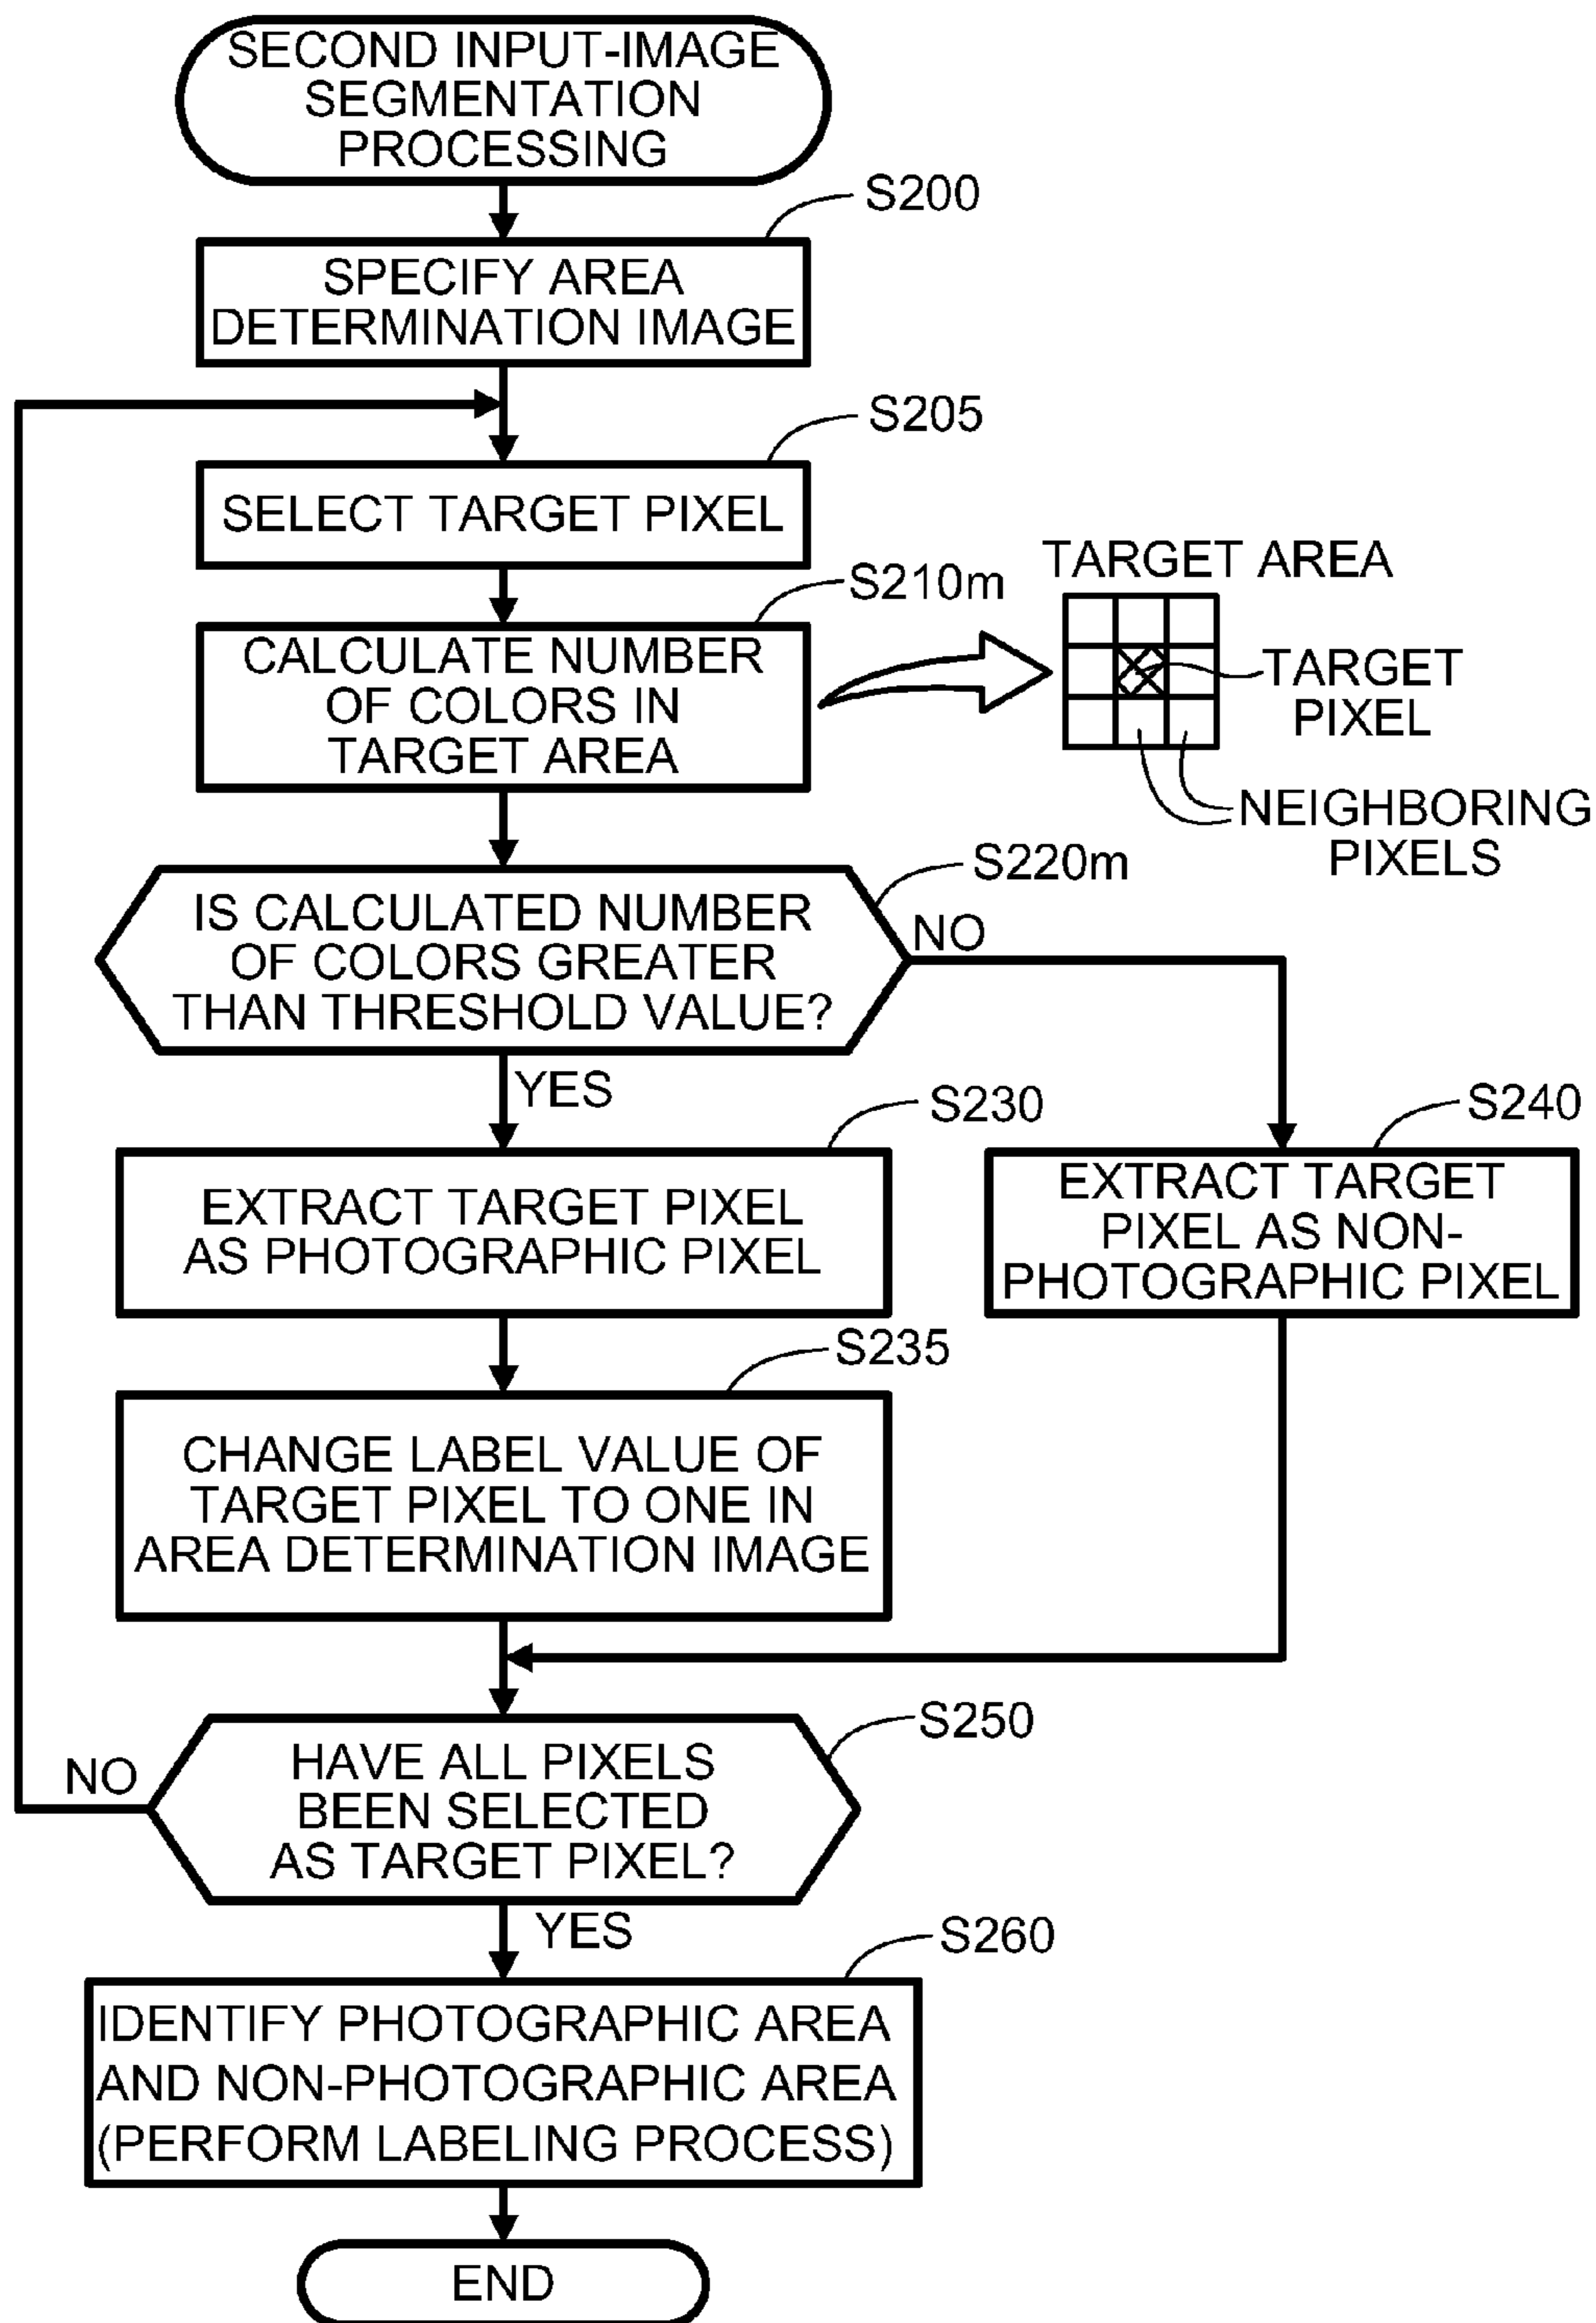 SECOND INPUT-IMAGE
SEGMENTATION
PROCESSING
S200
SPECIFY AREA
DETERMINATION IMAGE
S205
SELECT TARGET PIXEL
S210m
CALCULATE NUMBER
OF COLORS IN
TARGET AREA
TARGET AREA
TARGET
PIXEL
NEIGHBORING
PIXELS
S220m
IS CALCULATED NUMBER
OF COLORS GREATER
THAN THRESHOLD VALUE?
NO
YES
S230
EXTRACT TARGET PIXEL
AS PHOTOGRAPHIC PIXEL
S240
EXTRACT TARGET
PIXEL AS NON-
PHOTOGRAPHIC PIXEL
S235
CHANGE LABEL VALUE OF
TARGET PIXEL TO ONE IN
AREA DETERMINATION IMAGE
S250
HAVE ALL PIXELS
BEEN SELECTED
AS TARGET PIXEL?
NO
YES
S260
IDENTIFY PHOTOGRAPHIC AREA
AND NON-PHOTOGRAPHIC AREA
(PERFORM LABELING PROCESS)
END